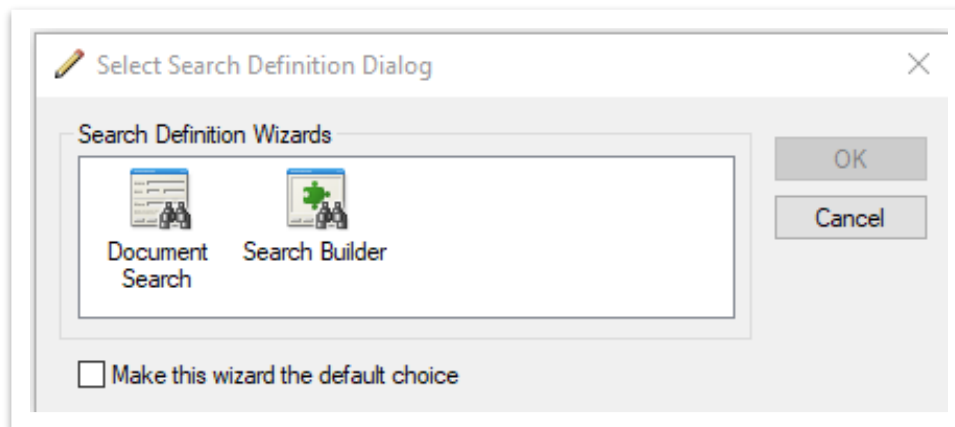 Select Search Definition Dialog
Search Definition Wizards
OK
Cancel
Document
Search
Search Builder
Make this wizard the default choice